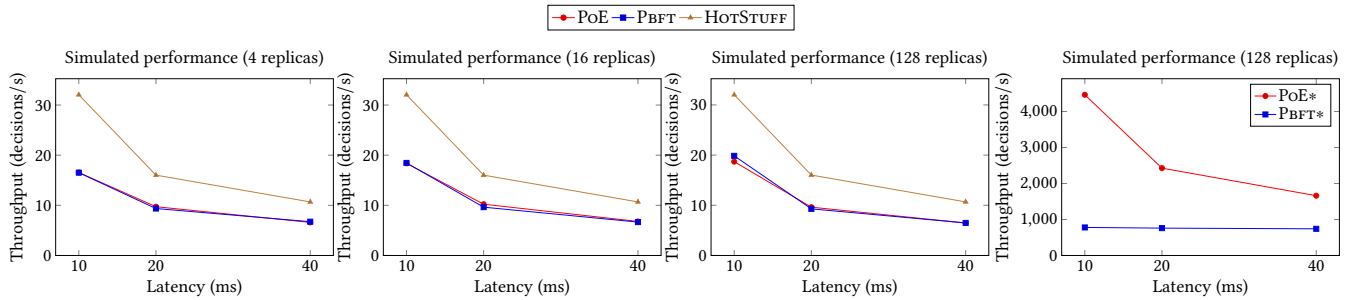 PoE PBFT HOTSTUFF
Simulated performance (4 replicas)
Throughput (decisions/s)
30
20
10
0
10 20 40
Latency (ms)
Simulated performance (16 replicas)
Throughput (decisions/s)
30
20
10
0
10 20 40
Latency (ms)
Simulated performance (128 replicas)
Throughput (decisions/s)
30
20
10
0
10 20 40
Latency (ms)
Simulated performance (128 replicas)
Throughput (decisions/s)
4,000
3,000
2,000
1,000
0
PoE*
PBFT*
10 20 40
Latency (ms)